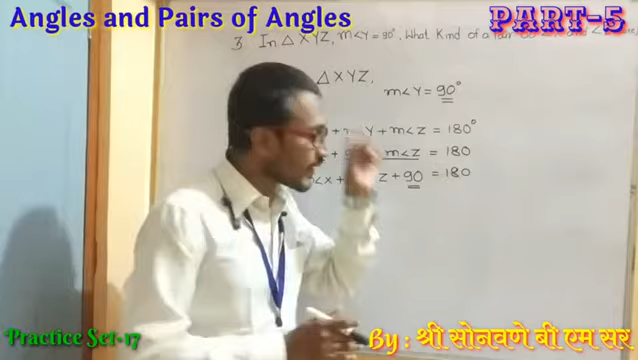 Angles and Pairs of Angles
PART-5
3. In △XYZ, m<Y = 90°. What Kind of a
△XYZ,
m<Y = 90°
+ m Y + m<Z = 180°
+ m<Z = 180
<x + Z + 90 = 180
Practice Set-17
By : श्री सोनवणे बी एम सर